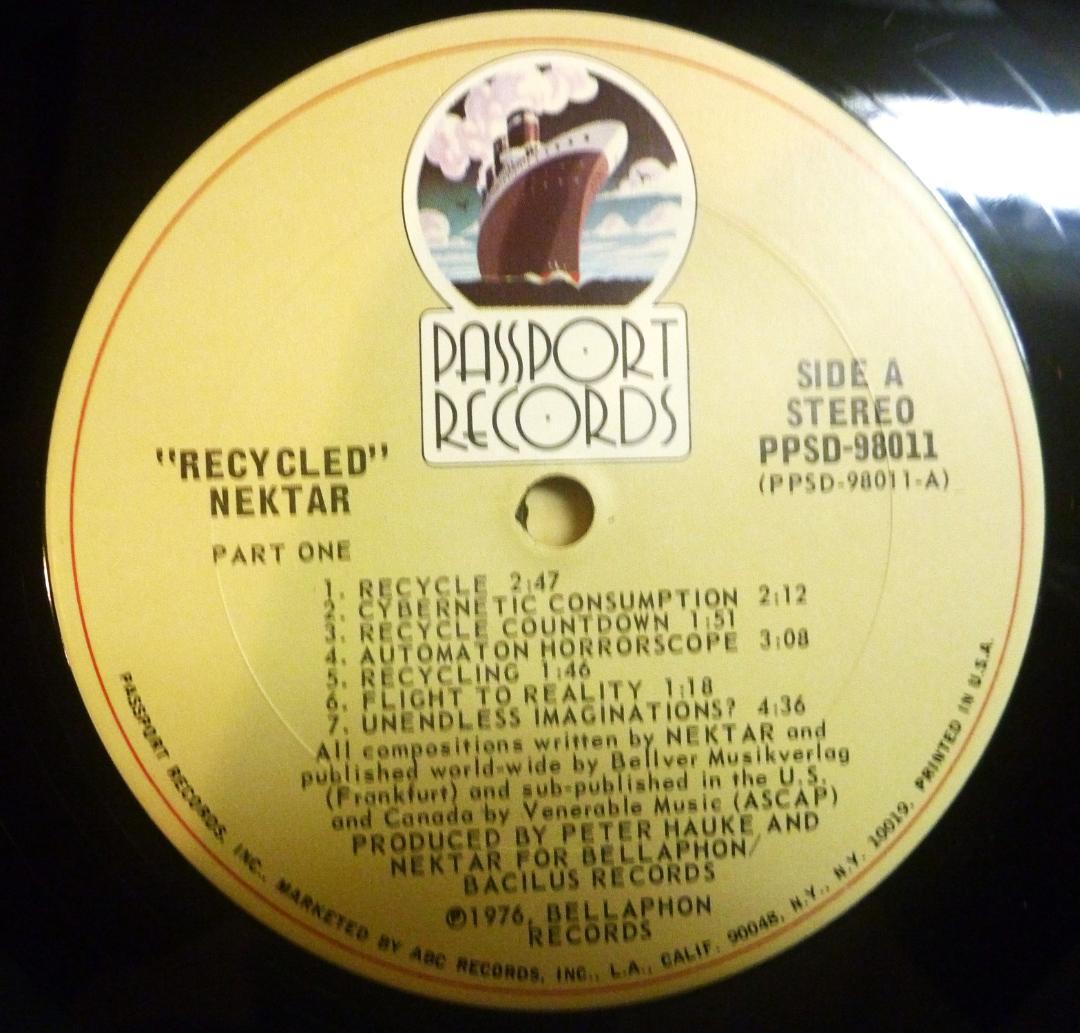 PASSPORT
RECORDS
"RECYCLED"
NEKTAR
PART ONE
SIDE A
STEREO
PPSD-98011
(PPSD-98011-A)
1. RECYCLE 2:47
2. CYBERNETIC CONSUMPTION 2:12
3. RECYCLE COUNTDOWN 1:51
4. AUTOMATON HORRORSCOPE 3:08
5. RECYCLING 1:46
6. FLIGHT TO REALITY 1:18
7. UNENDLESS IMAGINATIONS? 4:36
All compositions written by NEKTAR and
published world-wide by Bellver Musikverlag
(Frankfurt) and sub-published in the U.S.
and Canada by Venerable Music (ASCAP)
PRODUCED BY PETER HAUKE AND
NEKTAR FOR BELLAPHON/
BACILUS RECORDS
℗1976, BELLAPHON
RECORDS
PASSPORT RECORDS, INC., MARKETED BY ABC RECORDS, INC., L.A., CALIF. 90048, N.Y., N.Y. 10019. PRINTED IN U.S.A.